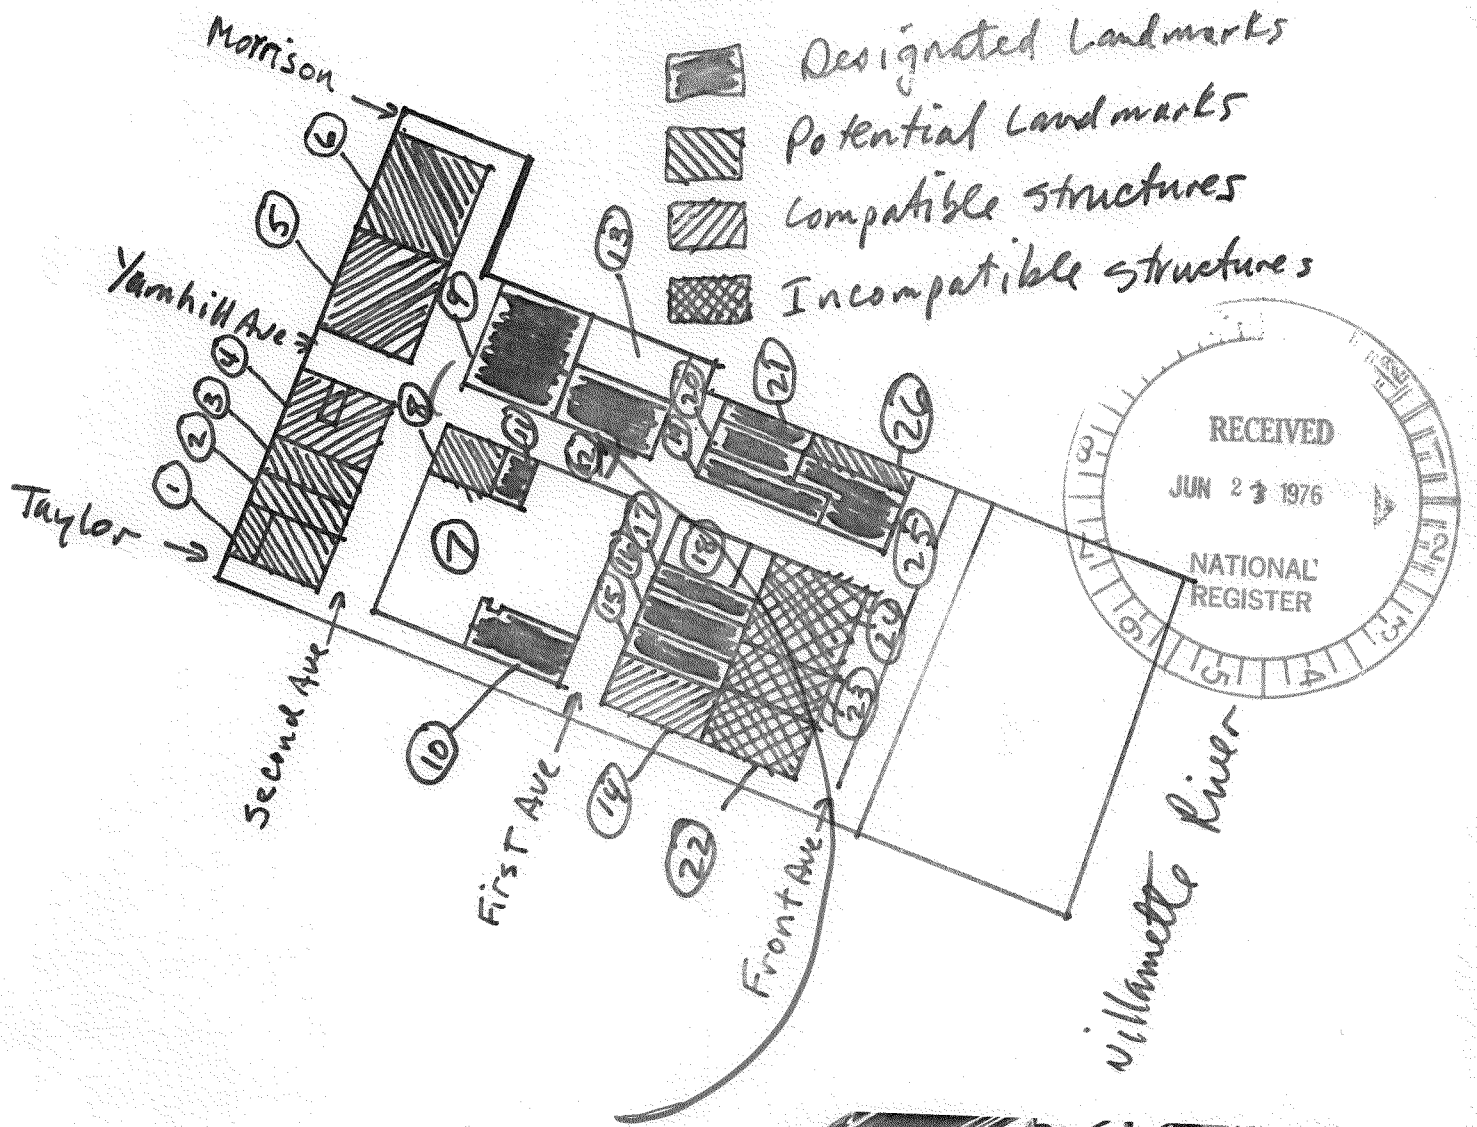 Morrison
Designated Landmarks
Potential Landmarks
Compatible Structures
Incompatible Structures
6
5
13
Yamhill Ave
9
4
3
2
1
8
11
12
20
21
26
19
Taylor
7
17
16
15
18
25
24
23
10
14
22
Second Ave
First Ave
Front Ave
Willamette River
RECEIVED
JUN 23 1976
NATIONAL
REGISTER